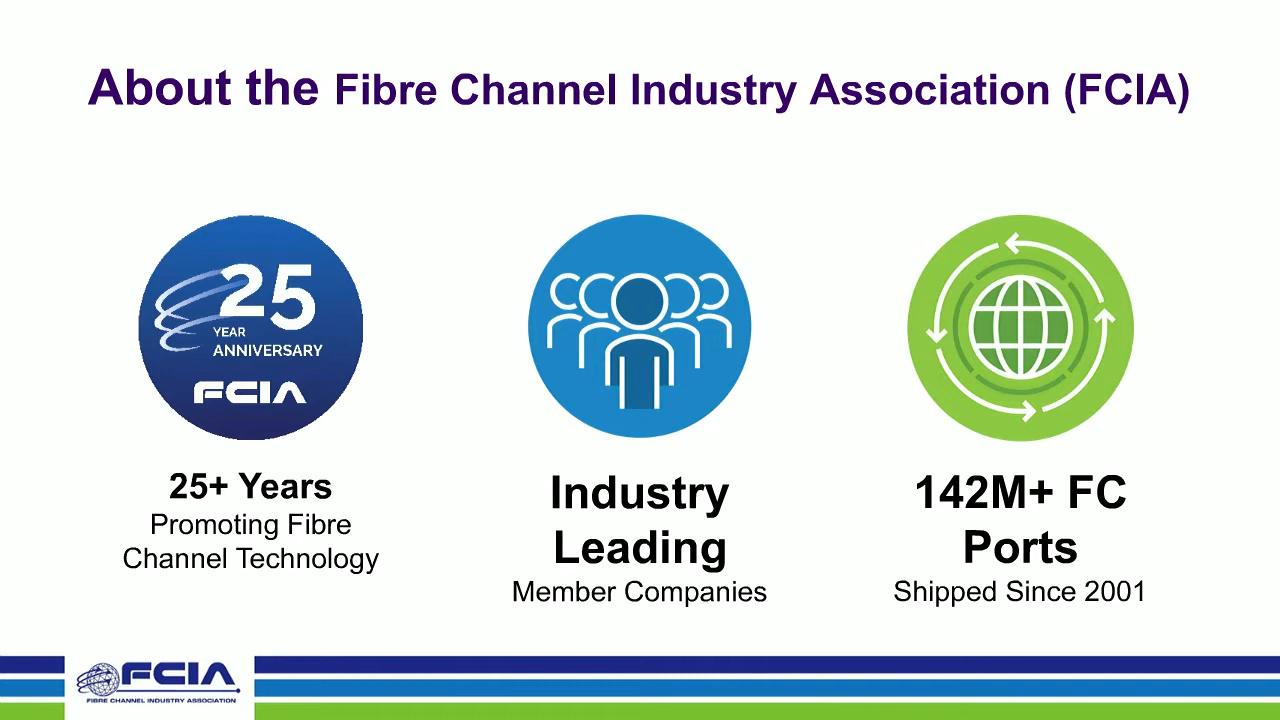 About the Fibre Channel Industry Association (FCIA)
25
YEAR
ANNIVERSARY
FCIA
25+ Years
Promoting Fibre
Channel Technology
Industry
Leading
Member Companies
142M+ FC
Ports
Shipped Since 2001
FCIA
FIBRE CHANNEL INDUSTRY ASSOCIATION